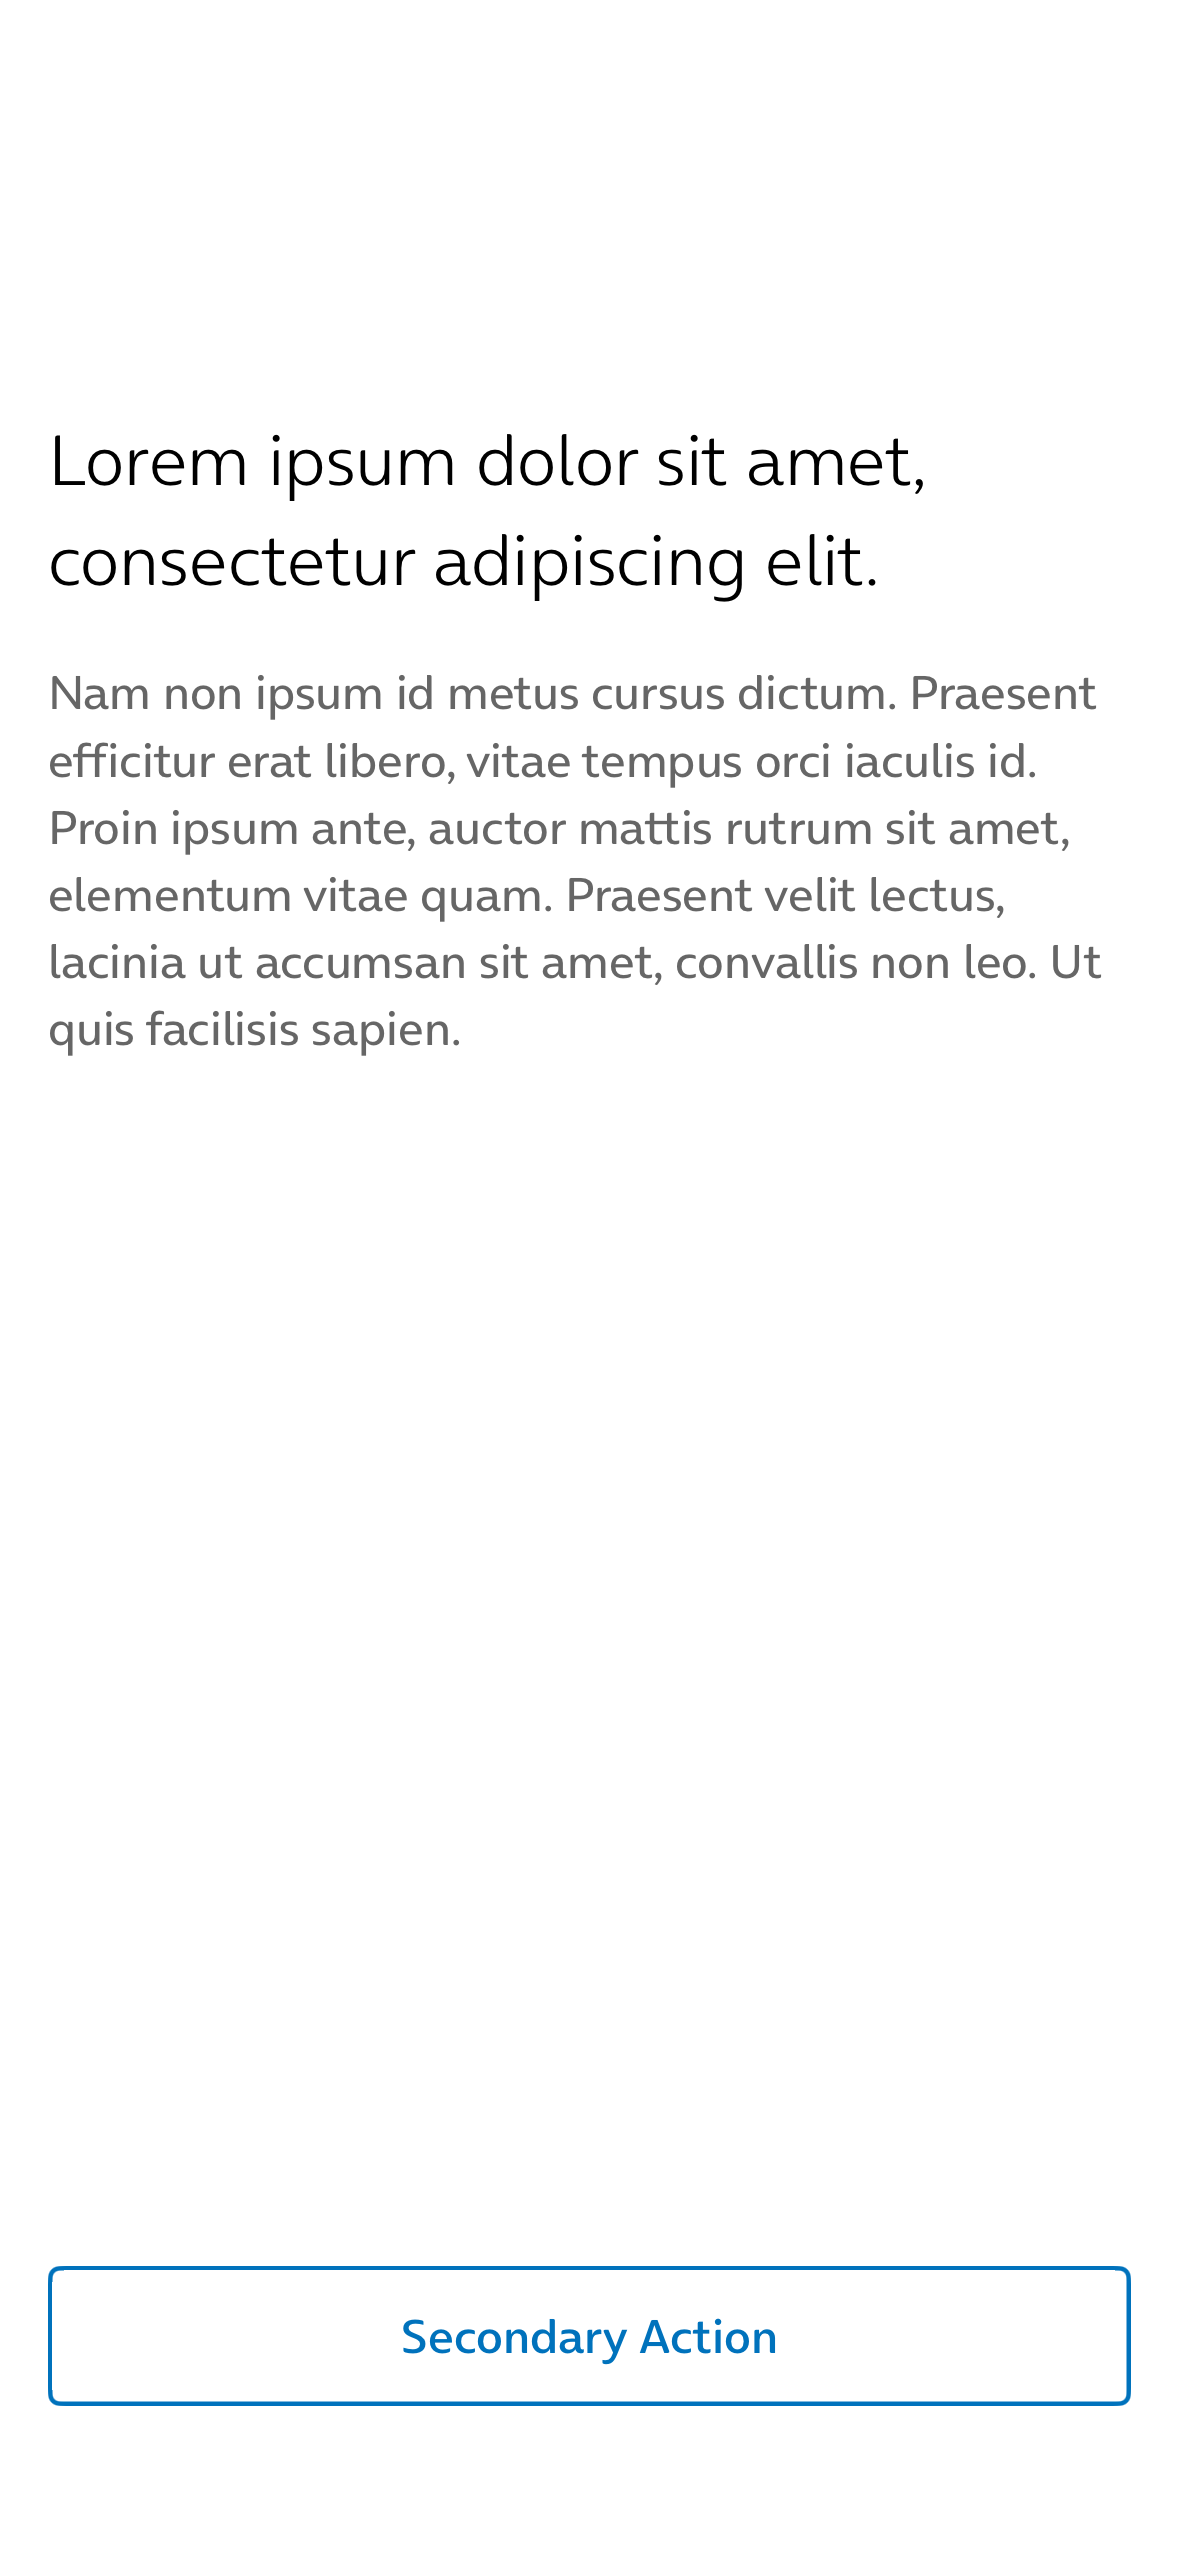 Lorem ipsum dolor sit amet,
consectetur adipiscing elit.
Nam non ipsum id metus cursus dictum. Praesent
efficitur erat libero, vitae tempus orci iaculis id.
Proin ipsum ante, auctor mattis rutrum sit amet,
elementum vitae quam. Praesent velit lectus,
lacinia ut accumsan sit amet, convallis non leo. Ut
quis facilisis sapien.
Secondary Action